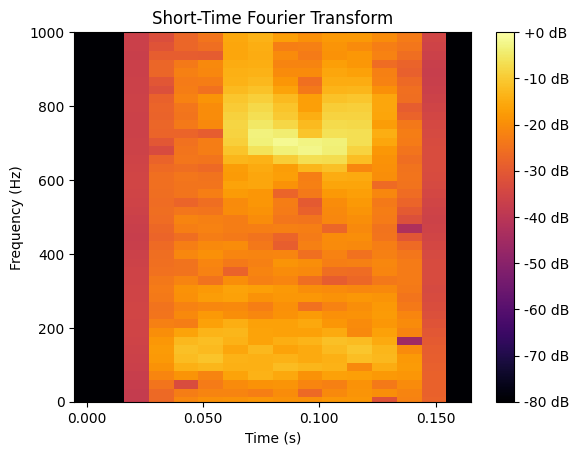 Short-Time Fourier Transform
1000
800
600
400
200
0
Frequency (Hz)
0.000
0.050
0.100
0.150
Time (s)
+0 dB
-10 dB
-20 dB
-30 dB
-40 dB
-50 dB
-60 dB
-70 dB
-80 dB